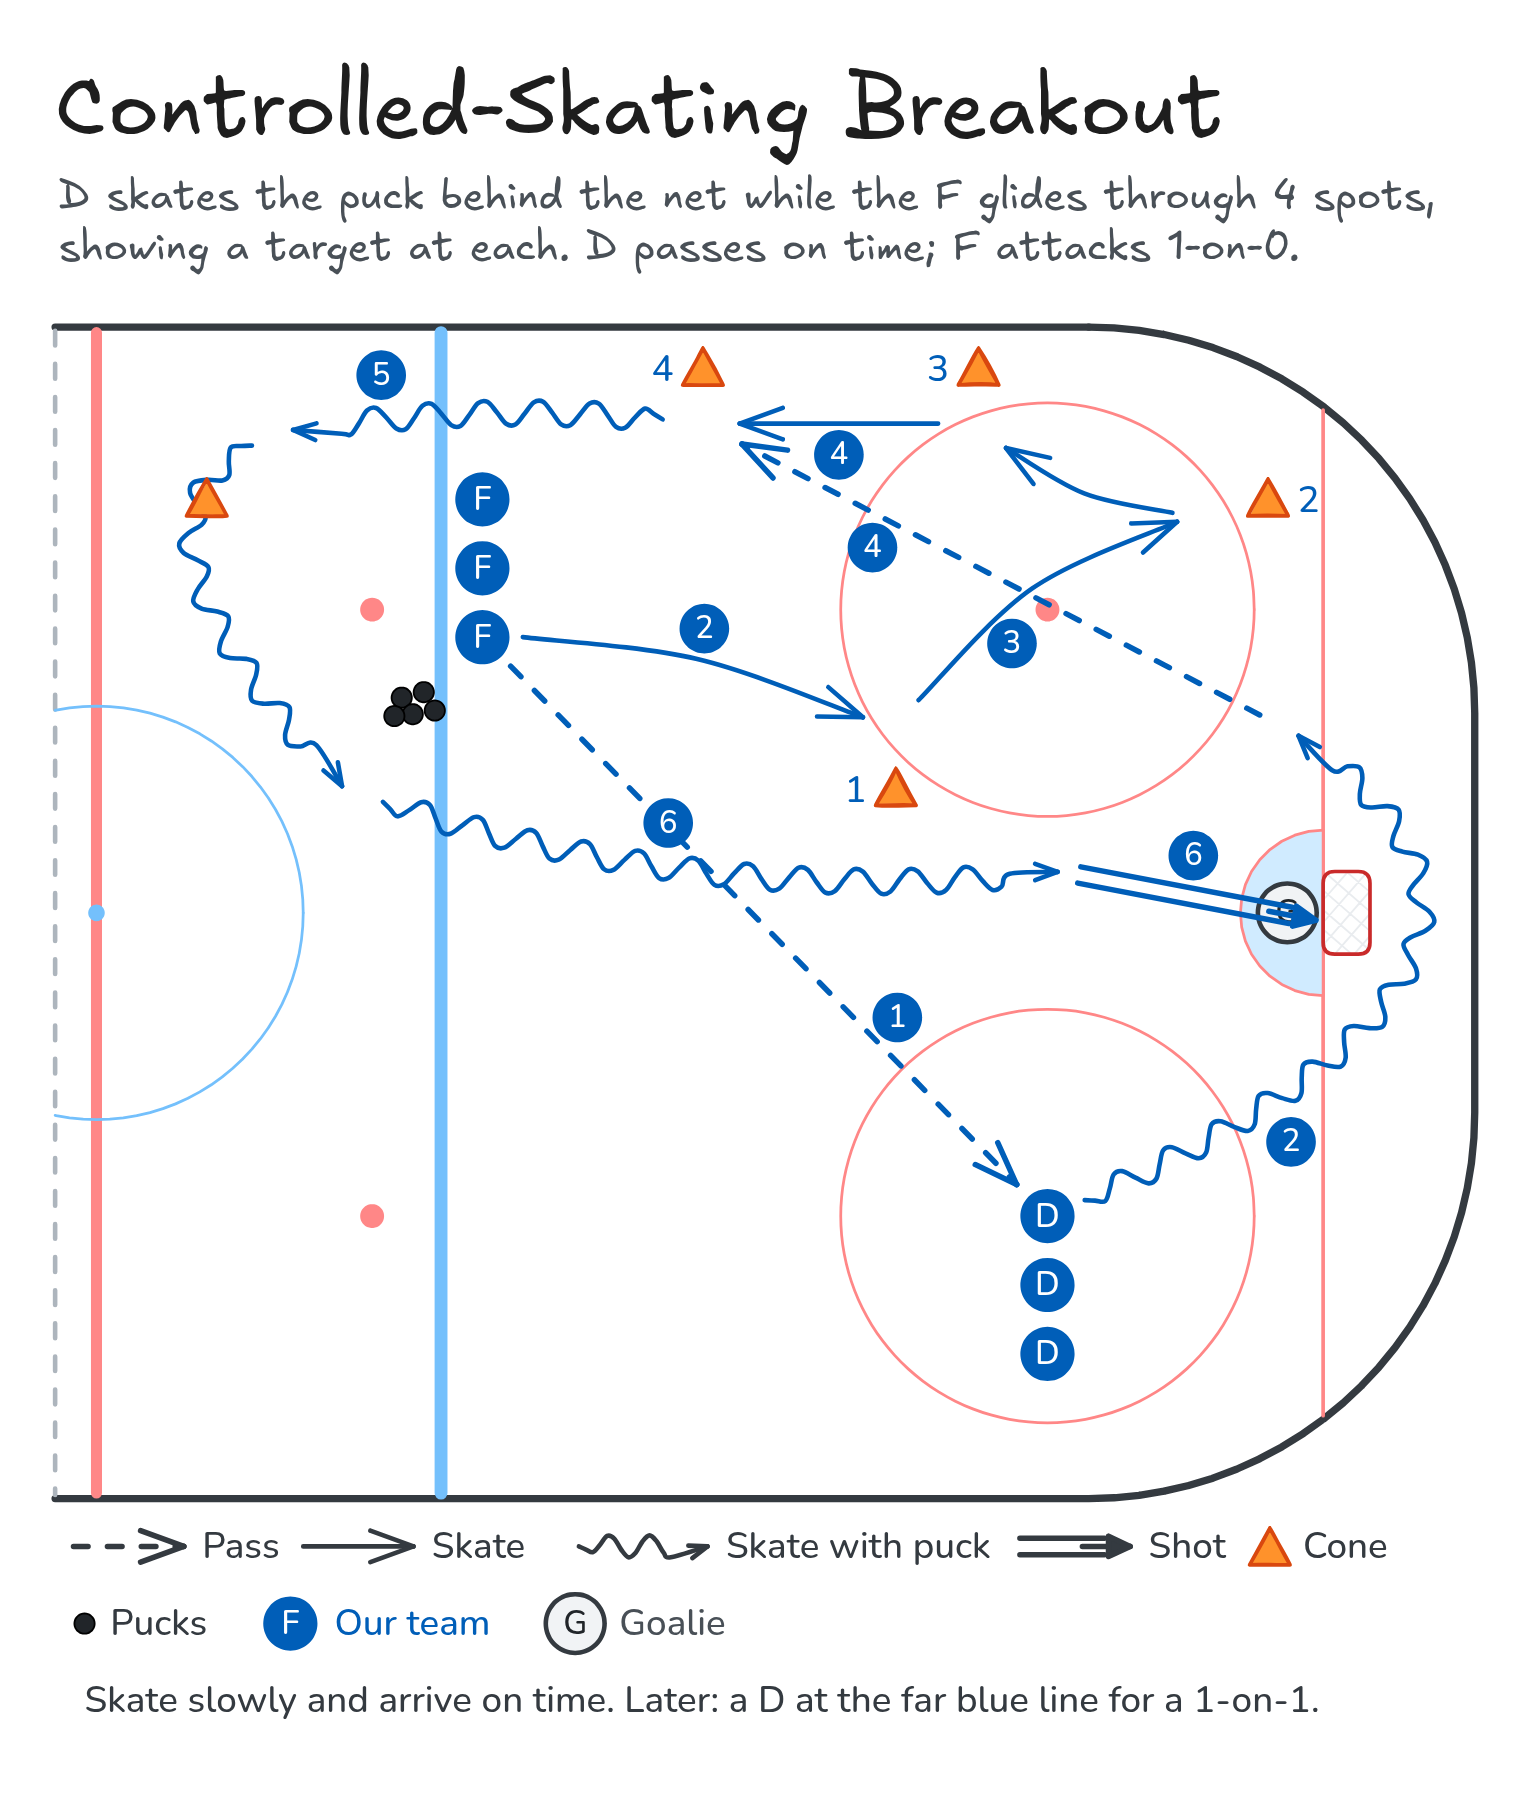 Controlled-Skating Breakout
D skates the puck behind the net while the F glides through 4 spots,
showing a target at each. D passes on time; F attacks 1-on-0.
5
4
3
4
F
2
4
F
2
F
3
1
6
6
G
1
2
D
D
D
Pass
Skate
Skate with puck
Shot
Cone
Pucks
F
Our team
G
Goalie
Skate slowly and arrive on time. Later: a D at the far blue line for a 1-on-1.